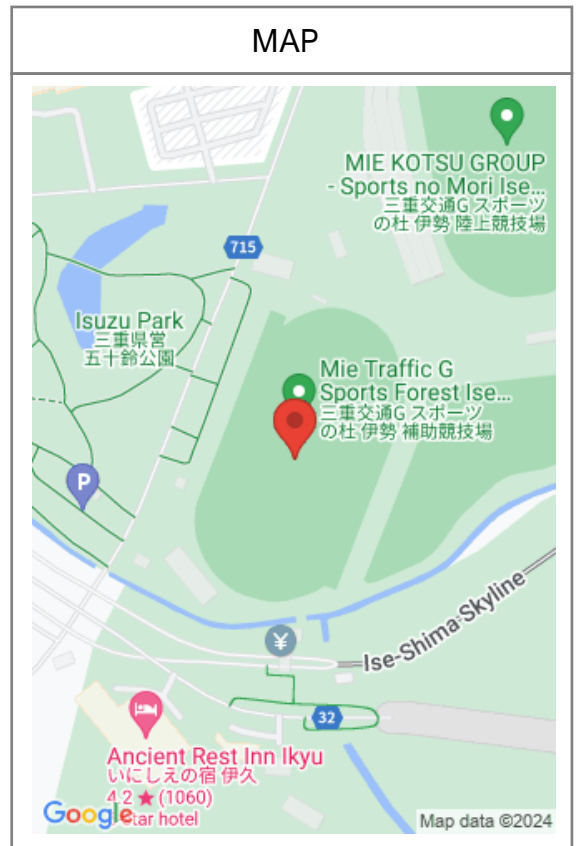 MAP
MIE KOTSU GROUP
- Sports no Mori Ise...
三重交通G スポーツ
の杜 伊勢 陸上競技場
715
Isuzu Park
三重県営
五十鈴公園
Mie Traffic G
Sports Forest Ise...
三重交通G スポーツ
の杜 伊勢 補助競技場
P
¥
Ise-Shima-Skyline
32
Ancient Rest Inn Ikyu
いにしえの宿 伊久
4.2 ★ (1060)
Google
hotel
Map data ©2024